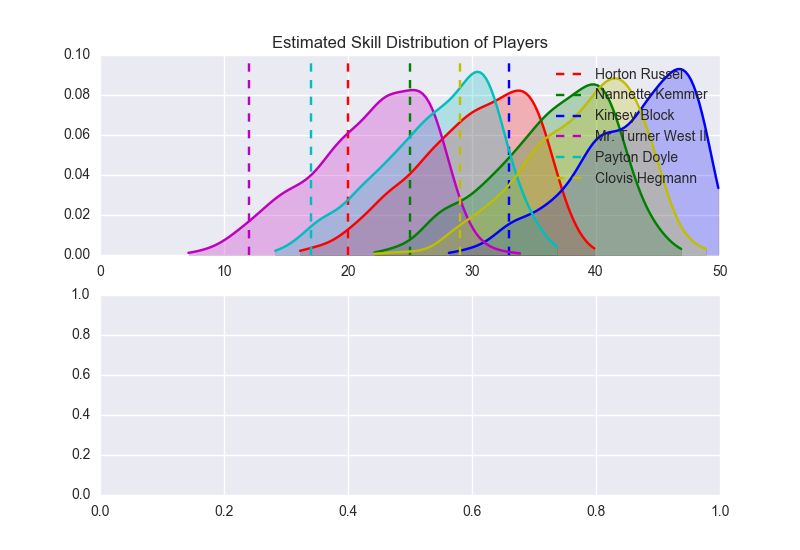 Estimated Skill Distribution of Players
0.10
0.08
0.06
0.04
0.02
0.00
0 10 20 30 40 50
Horton Russel
Nannette Kemmer
Kinsey Block
Mr. Turner West II
Payton Doyle
Clovis Hegmann
1.0
0.8
0.6
0.4
0.2
0.0
0.0 0.2 0.4 0.6 0.8 1.0